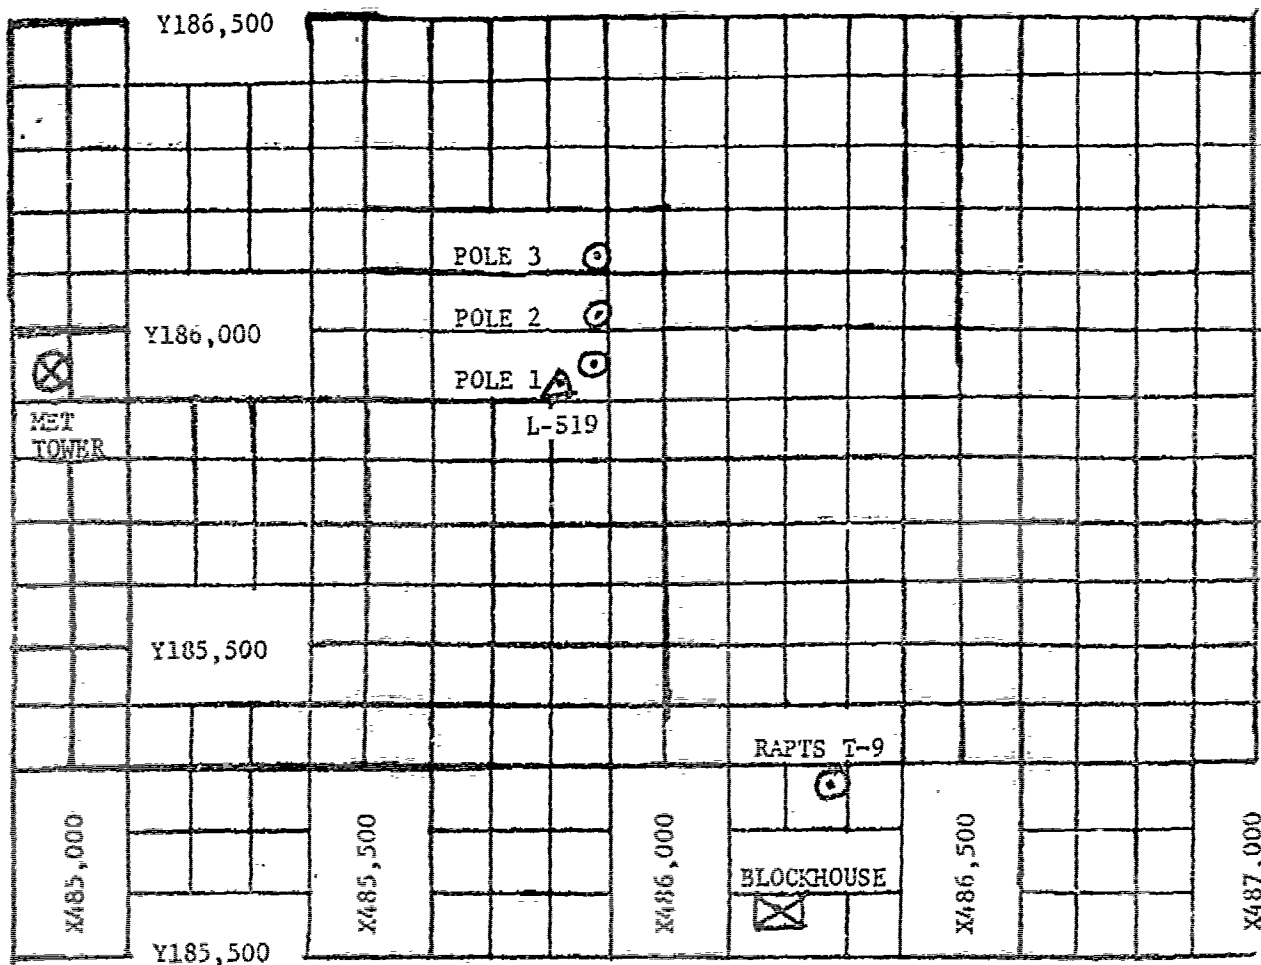 Y186,500
POLE 3
POLE 2
Y186,000
POLE 1
MET
TOWER
L-519
Y185,500
RAPTS T-9
X485,000
X485,500
X486,000
BLOCKHOUSE
X486,500
X487,000
Y185,500